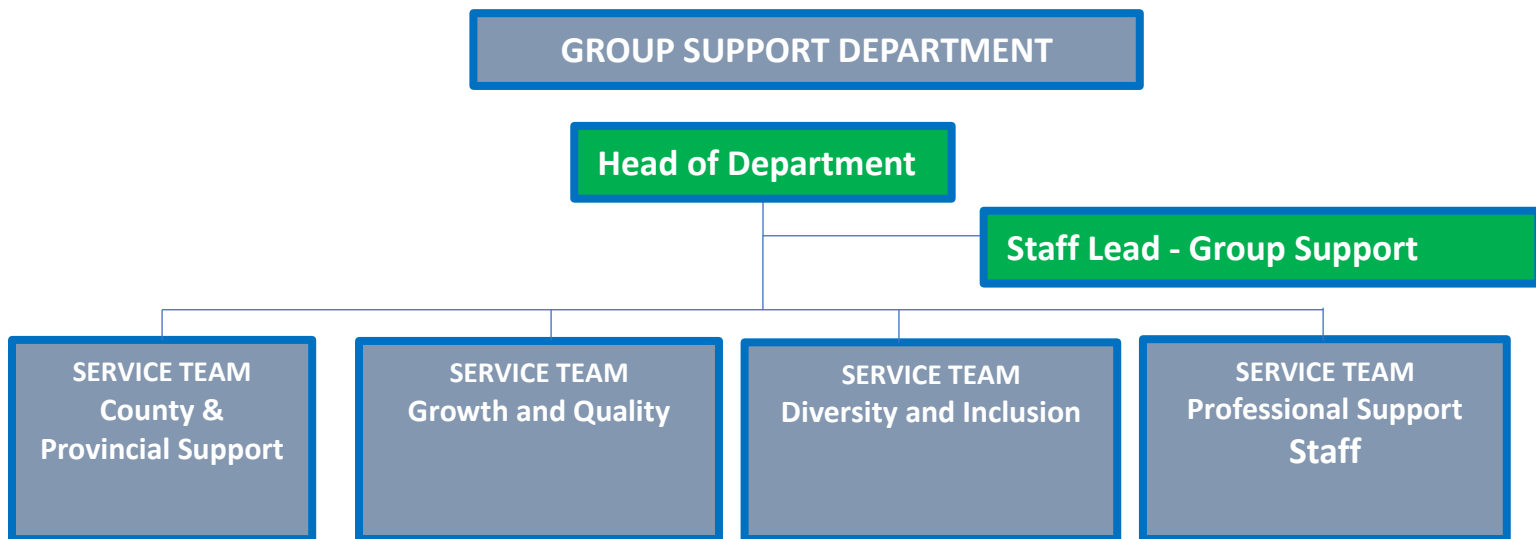 GROUP SUPPORT DEPARTMENT
Head of Department
Staff Lead - Group Support
SERVICE TEAM
County &
Provincial Support
SERVICE TEAM
Growth and Quality
SERVICE TEAM
Diversity and Inclusion
SERVICE TEAM
Professional Support
Staff